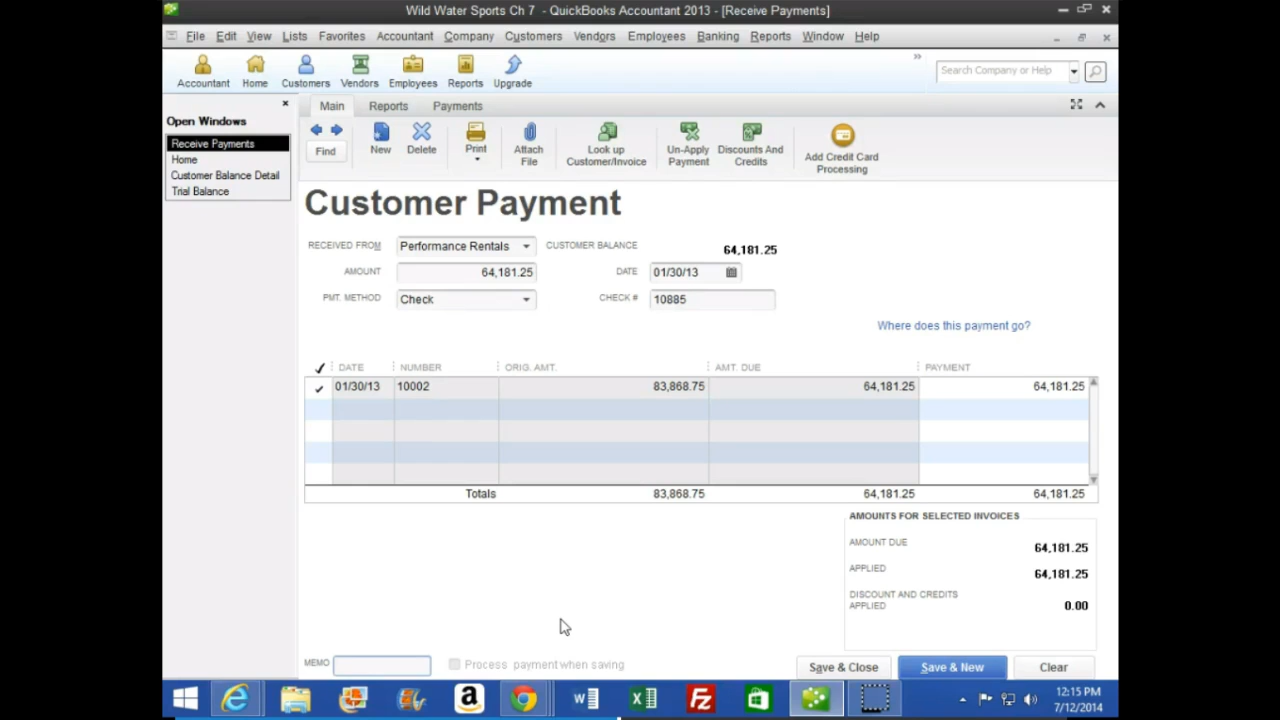 Wild Water Sports Ch 7 - QuickBooks Accountant 2013 - [Receive Payments]
File Edit View Lists Favorites Accountant Company Customers Vendors Employees Banking Reports Window Help
Accountant Home Customers Vendors Employees Reports Upgrade
Search Company or Help
Open Windows
Receive Payments
Home
Customer Balance Detail
Trial Balance
Main Reports Payments
Find
New
Delete
Print
Attach
File
Look up
Customer/Invoice
Un-Apply
Payment
Discounts And
Credits
Add Credit Card
Processing
Customer Payment
RECEIVED FROM Performance Rentals CUSTOMER BALANCE 64,181.25
AMOUNT 64,181.25 DATE 01/30/13
PMT. METHOD Check CHECK # 10885
Where does this payment go?
DATE NUMBER ORIG. AMT. AMT. DUE PAYMENT
01/30/13 10002 83,868.75 64,181.25 64,181.25
Totals 83,868.75 64,181.25 64,181.25
AMOUNTS FOR SELECTED INVOICES
AMOUNT DUE 64,181.25
APPLIED 64,181.25
DISCOUNT AND CREDITS
APPLIED 0.00
MEMO Process payment when saving Save & Close Save & New Clear
12:15 PM
7/12/2014